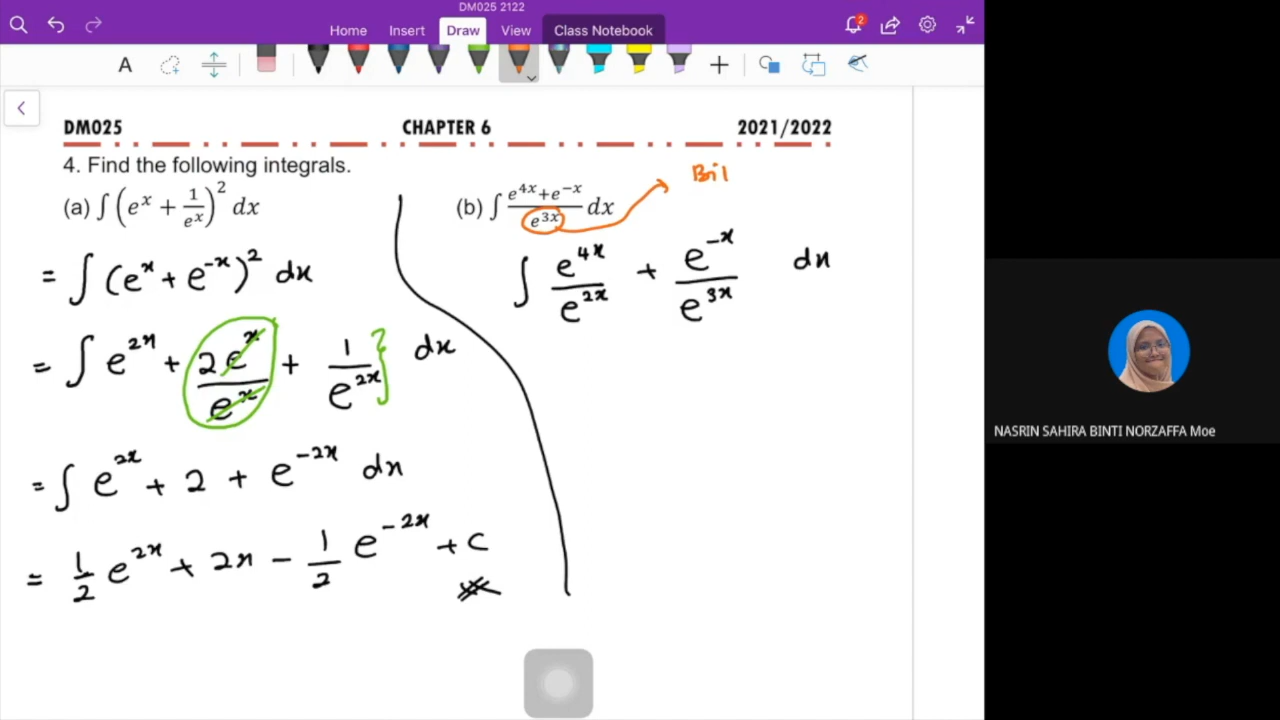 DM025 2122
Home Insert Draw View Class Notebook
2
A
DM025 CHAPTER 6 2021/2022
4. Find the following integrals.
(a) ∫ (e^x + 1/e^x)^2 dx
= ∫ (e^x + e^-x)^2 dx
= ∫ e^2x + 2e^x/e^x + 1/e^2x dx
= ∫ e^2x + 2 + e^-2x dx
= 1/2 e^2x + 2x - 1/2 e^-2x + c
(b) ∫ (e^4x+e^-x)/e^3x dx
Bil
∫ e^4x/e^2x + e^-x/e^3x dx
NASRIN SAHIRA BINTI NORZAFFA Moe